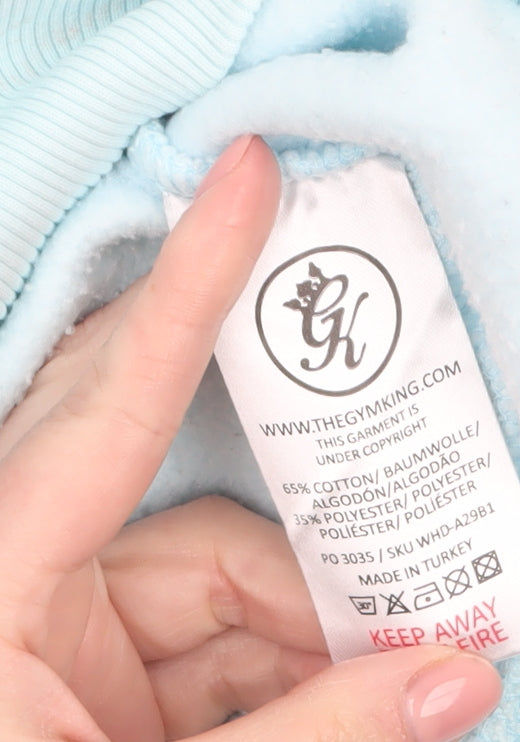 GK
WWW.THEGYMKING.COM
THIS GARMENT IS
UNDER COPYRIGHT
65% COTTON/ BAUMWOLLE/
ALGODÓN/ALGODÃO
35% POLYESTER/ POLYESTER/
POLIÉSTER/ POLIÉSTER
PO 3035 / SKU WHD-A29B1
MADE IN TURKEY
30°
KEEP AWAY
FIRE